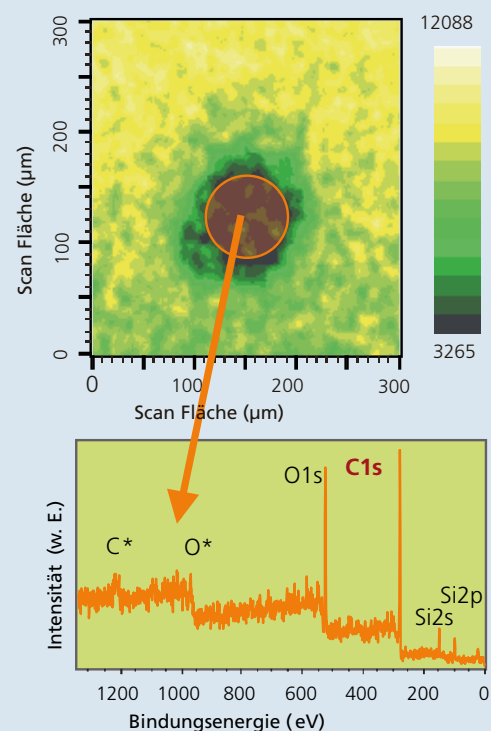 300
200
100
0
Scan Fläche (µm)
0 100 200 300
Scan Fläche (µm)
12088
3265
Intensität (w. E.)
C*
O*
O1s
C1s
Si2s
Si2p
1200 1000 800 600 400 200 0
Bindungsenergie (eV)